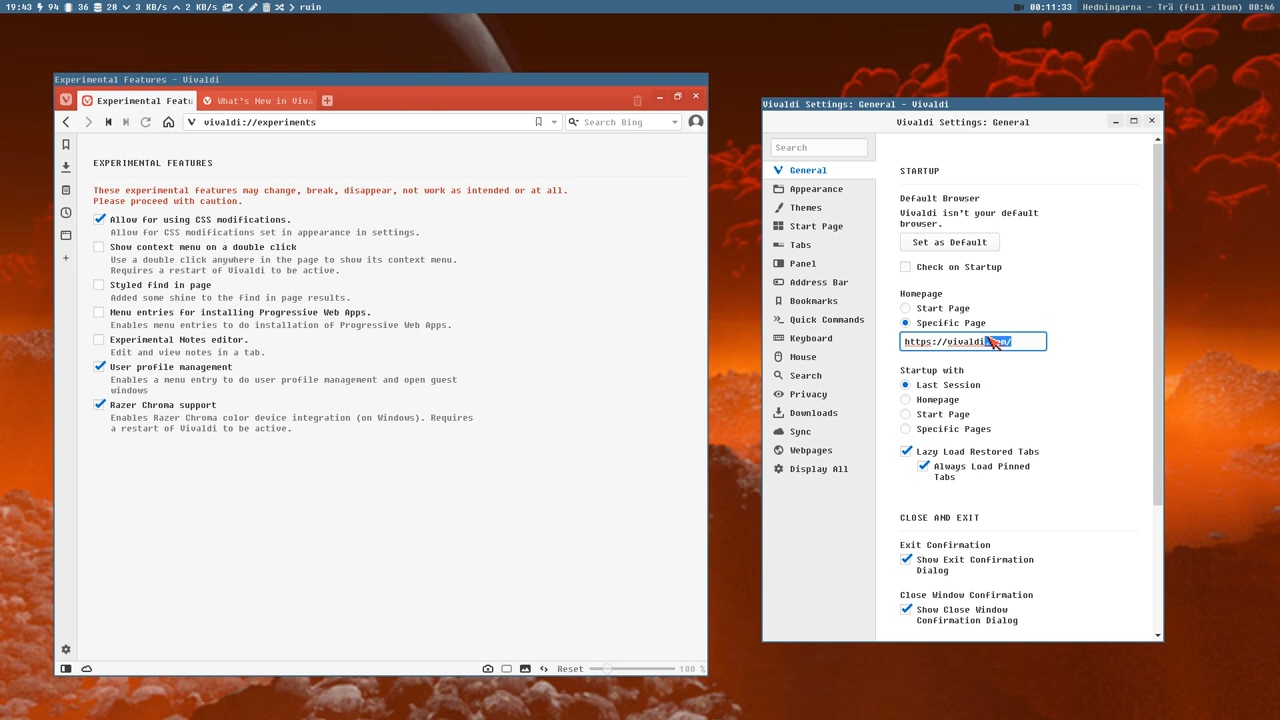 19:43 94 36 28 3 KB/s 2 KB/s ruin
00:11:33 Hedningarna - Trä (full album) 00:46
Experimental Features - Vivaldi
Experimental Featu
What's New in Viva
vivaldi://experiments
Search Bing
EXPERIMENTAL FEATURES
These experimental features may change, break, disappear, not work as intended or at all.
Please proceed with caution.
Allow for using CSS modifications.
Allow for CSS modifications set in appearance in settings.
Show context menu on a double click
Use a double click anywhere in the page to show its context menu.
Requires a restart of Vivaldi to be active.
Styled find in page
Added some shine to the find in page results.
Menu entries for installing Progressive Web Apps.
Enables menu entries to do installation of Progressive Web Apps.
Experimental Notes editor.
Edit and view notes in a tab.
User profile management
Enables a menu entry to do user profile management and open guest
windows
Razer Chroma support
Enables Razer Chroma color device integration (on Windows). Requires
a restart of Vivaldi to be active.
Reset
100 %
Vivaldi Settings: General - Vivaldi
Vivaldi Settings: General
Search
General
Appearance
Themes
Start Page
Tabs
Panel
Address Bar
Bookmarks
Quick Commands
Keyboard
Mouse
Search
Privacy
Downloads
Sync
Webpages
Display All
STARTUP
Default Browser
Vivaldi isn't your default
browser.
Set as Default
Check on Startup
Homepage
Start Page
Specific Page
https://vivaldi
Startup with
Last Session
Homepage
Start Page
Specific Pages
Lazy Load Restored Tabs
Always Load Pinned
Tabs
CLOSE AND EXIT
Exit Confirmation
Show Exit Confirmation
Dialog
Close Window Confirmation
Show Close Window
Confirmation Dialog